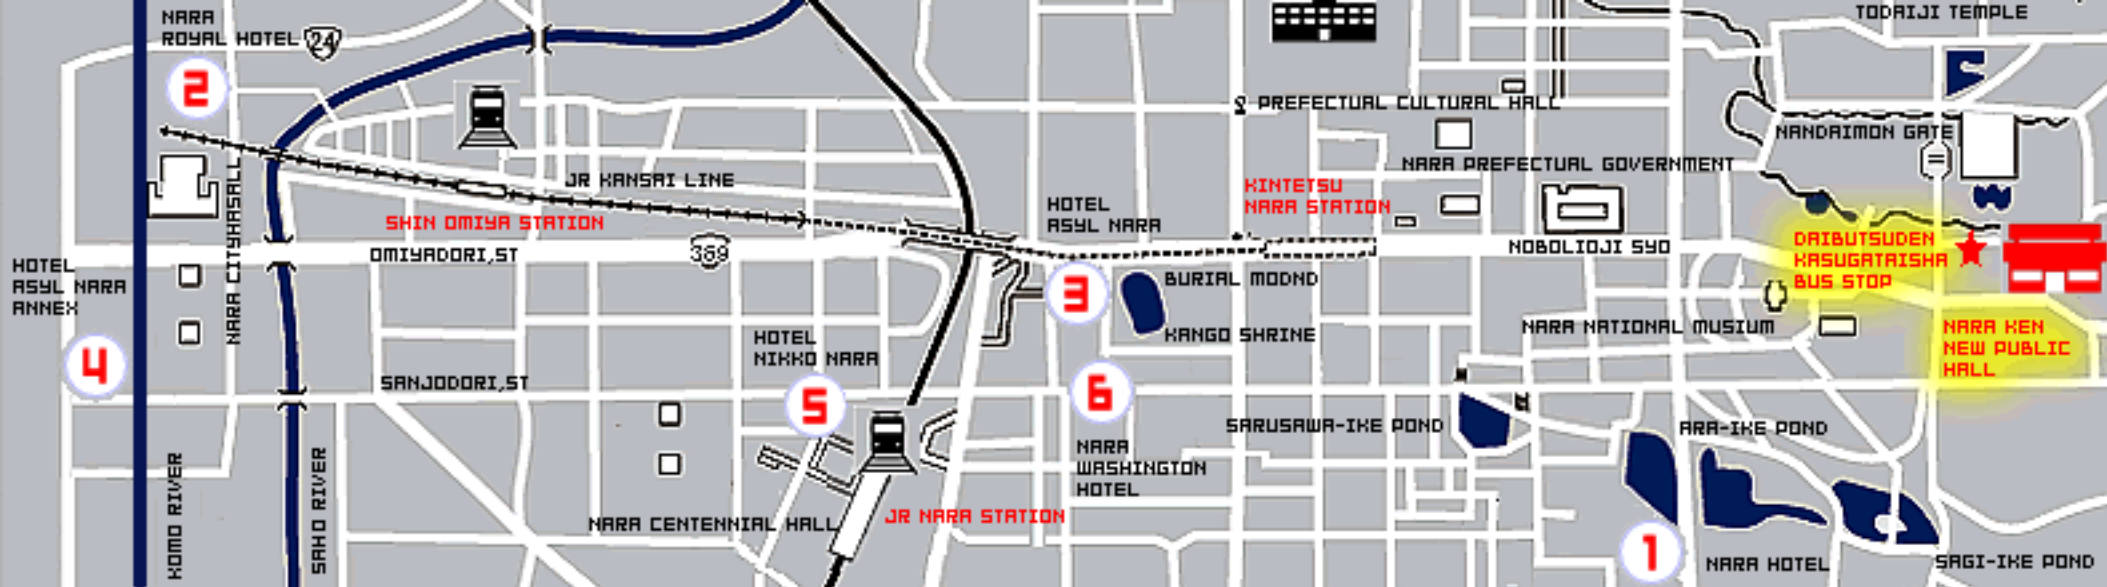 NARA
ROYAL HOTEL
24
2
TODAIJI TEMPLE
PREFECTUAL CULTURAL HALL
NANDAIMON GATE
NARA PREFECTUAL GOVERNMENT
JR KANSAI LINE
SHIN OMIYA STATION
NARA CITYHASALL
HOTEL
ASYL NARA
KINTETSU
NARA STATION
OMIYADORI,ST
369
NOBOLIOJI SYO
DAIBUTSUDEN
KASUGATAISHA
BUS STOP
HOTEL
ASYL NARA
ANNEX
4
3
BURIAL MODND
KANGO SHRINE
NARA NATIONAL MUSIUM
NARA KEN
NEW PUBLIC
HALL
HOTEL
NIKKO NARA
5
6
SANJODORI,ST
SARUSAWA-IKE POND
ARA-IKE POND
NARA
WASHINGTON
HOTEL
KOMO RIVER
SAHO RIVER
NARA CENTENNIAL HALL
JR NARA STATION
1
NARA HOTEL
SAGI-IKE POND